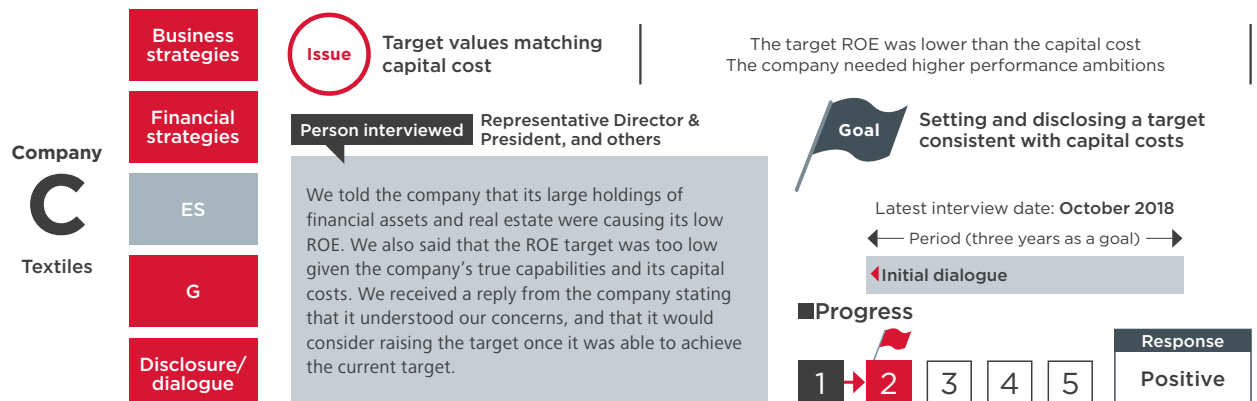 Company
C
Textiles
Business
strategies
Financial
strategies
ES
G
Disclosure/
dialogue
Issue
Target values matching
capital cost
The target ROE was lower than the capital cost
The company needed higher performance ambitions
Person interviewed
Representative Director &
President, and others
We told the company that its large holdings of
financial assets and real estate were causing its low
ROE. We also said that the ROE target was too low
given the company’s true capabilities and its capital
costs. We received a reply from the company stating
that it understood our concerns, and that it would
consider raising the target once it was able to achieve
the current target.
Goal
Setting and disclosing a target
consistent with capital costs
Latest interview date: October 2018
Period (three years as a goal)
Initial dialogue
Progress
1 2 3 4 5
Response
Positive